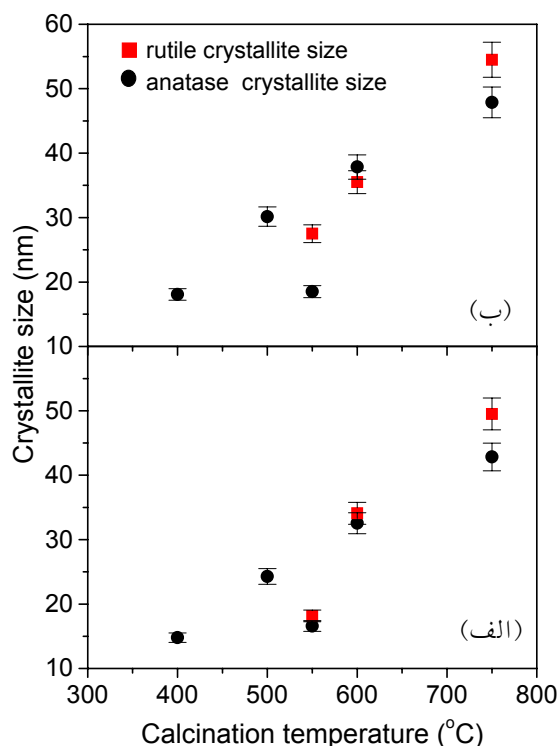 60
rutile crystallite size
anatase crystallite size
50
40
30
20
(ب)
10
Crystallite size (nm)
50
40
30
20
(الف)
10
300 400 500 600 700 800
Calcination temperature (°C)